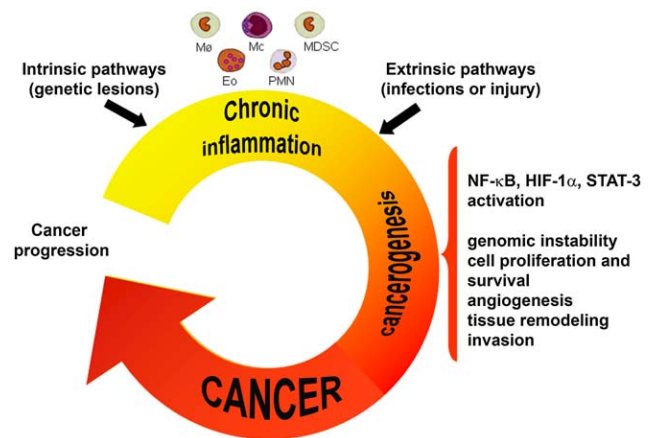 Mø
Mc
MDSC
Eo
PMN
Intrinsic pathways
(genetic lesions)
Extrinsic pathways
(infections or injury)
Chronic
inflammation
cancerogenesis
NF-κB, HIF-1α, STAT-3
activation
genomic instability
cell proliferation and
survival
angiogenesis
tissue remodeling
invasion
CANCER
Cancer
progression